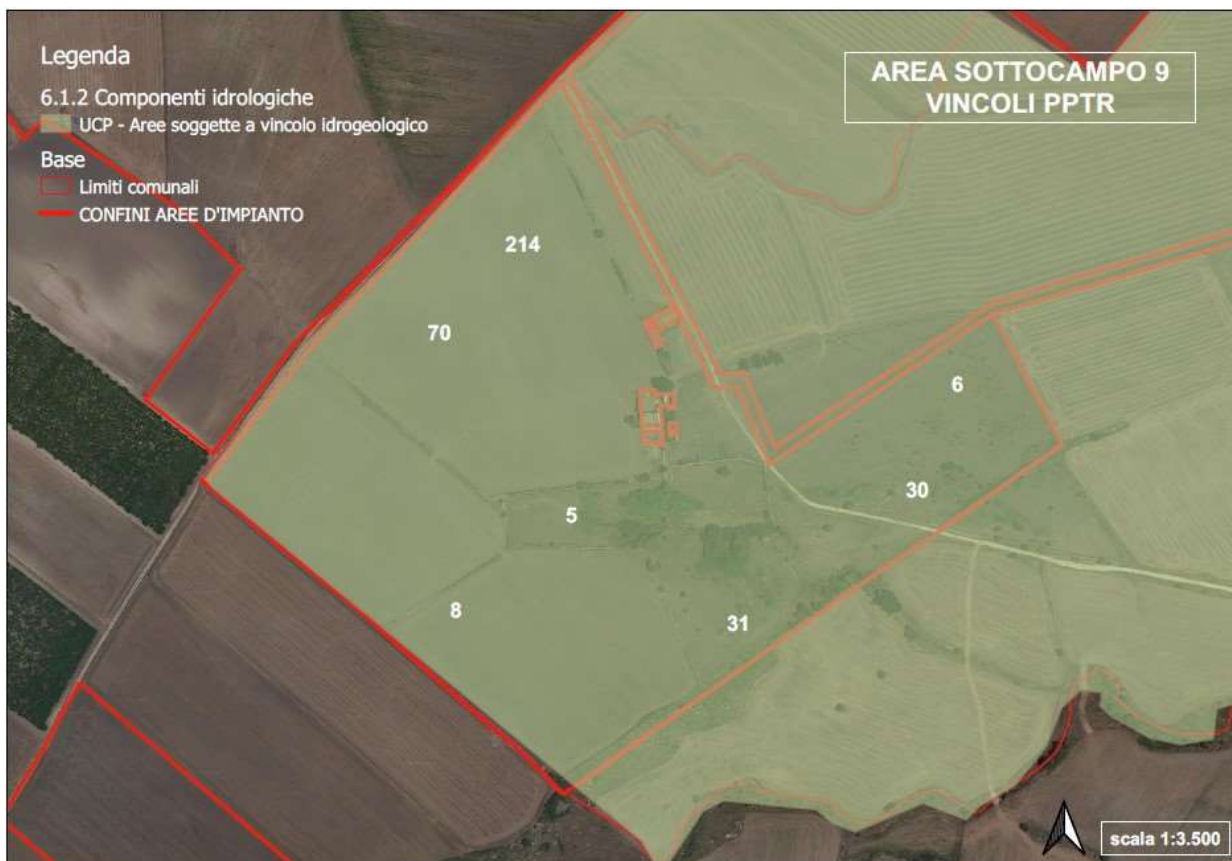 Legenda
6.1.2 Componenti idrologiche
UCP - Aree soggette a vincolo idrogeologico
Base
Limiti comunali
CONFINI AREE D'IMPIANTO
AREA SOTTOCAMPO 9
VINCOLI PPTR
214
70
6
30
5
8
31
scala 1:3.500